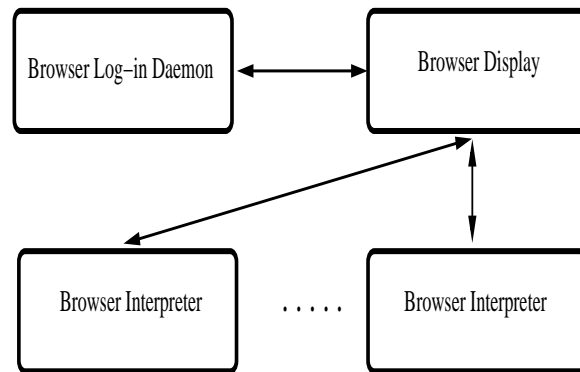 Browser Log-in Daemon
Browser Display
Browser Interpreter
. . . . .
Browser Interpreter